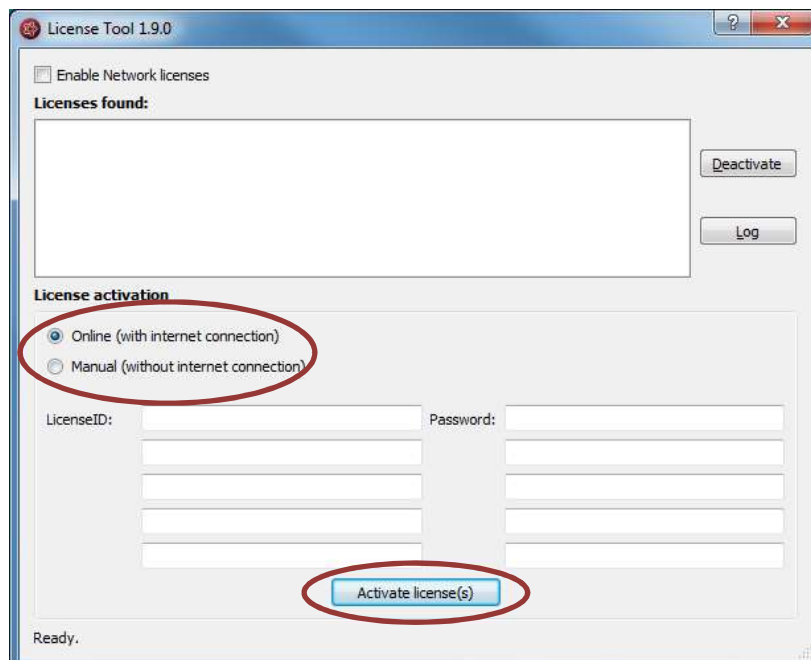 License Tool 1.9.0
?
Enable Network licenses
Licenses found:
Deactivate
Log
License activation
Online (with internet connection)
Manual (without internet connection)
LicenseID: Password:
Activate license(s)
Ready.